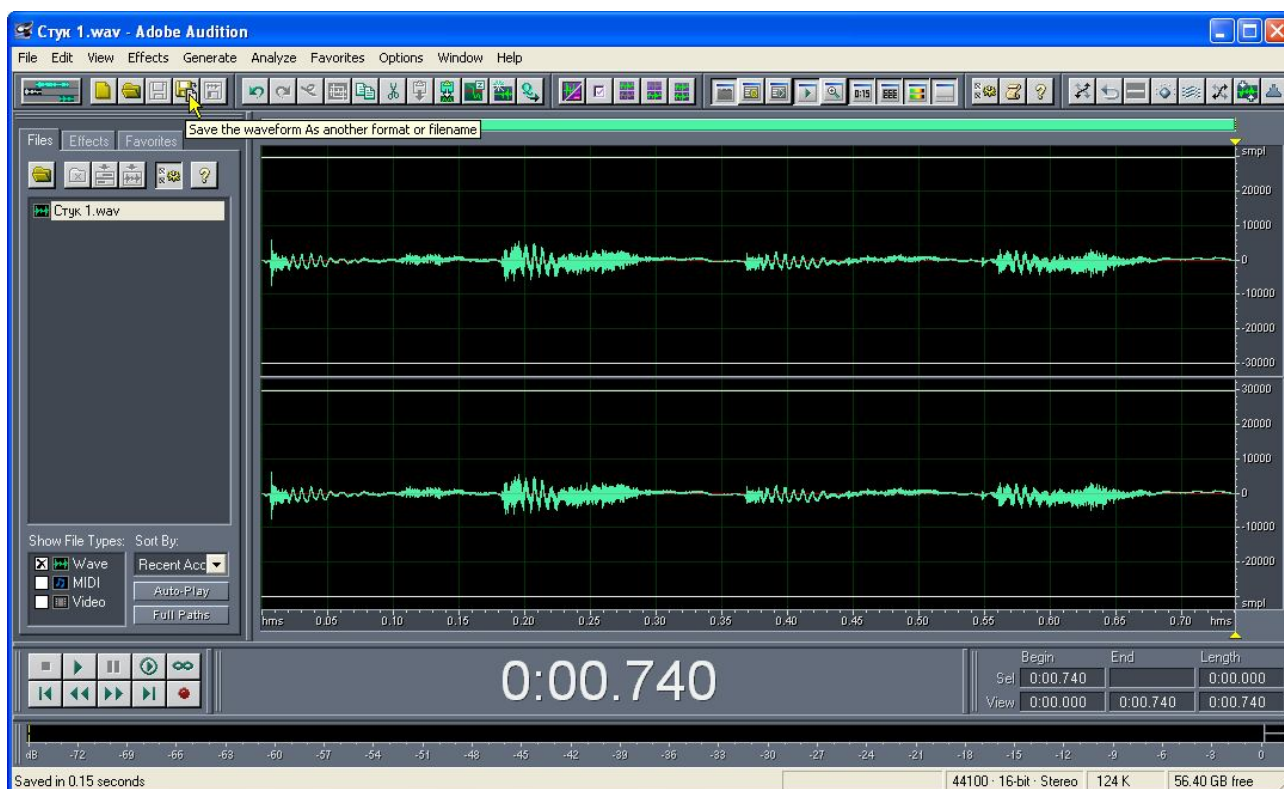 Стук 1.wav - Adobe Audition
File Edit View Effects Generate Analyze Favorites Options Window Help
0:15
Save the waveform As another format or filename
Files Effects Favorites
Стук 1.wav
smpl
20000
10000
0
-10000
-20000
-30000
30000
20000
10000
0
-10000
-20000
smpl
Show File Types: Sort By:
Wave Recent Acc
MIDI Auto-Play
Video Full Paths
hms 0.05 0.10 0.15 0.20 0.25 0.30 0.35 0.40 0.45 0.50 0.55 0.60 0.65 0.70 hms
0:00.740
Begin End Length
Sel 0:00.740 0:00.000
View 0:00.000 0:00.740 0:00.740
dB -72 -69 -66 -63 -60 -57 -54 -51 -48 -45 -42 -39 -36 -33 -30 -27 -24 -21 -18 -15 -12 -9 -6 -3 0
Saved in 0.15 seconds 44100 · 16-bit · Stereo 124 K 56.40 GB free